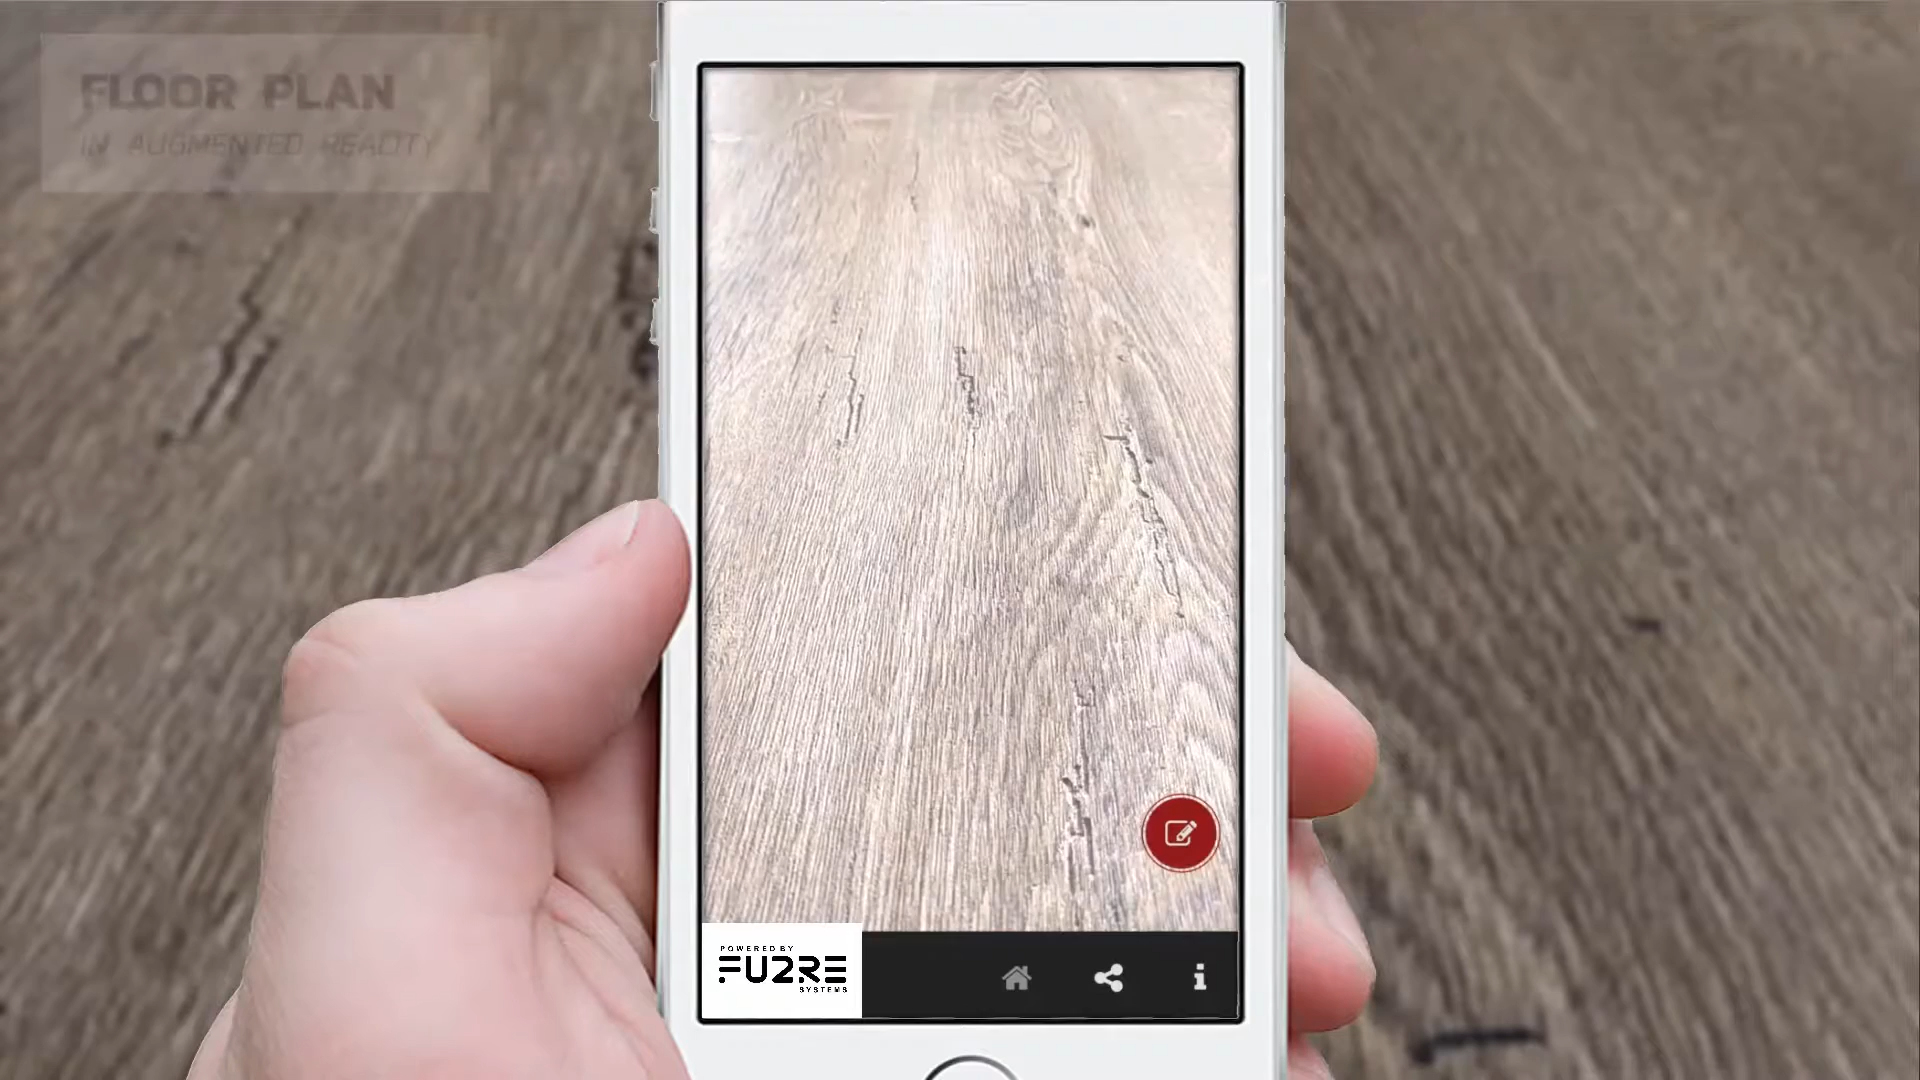 FLOOR PLAN
IN AUGMENTED REALITY
POWERED BY
FU2RE
SYSTEMS